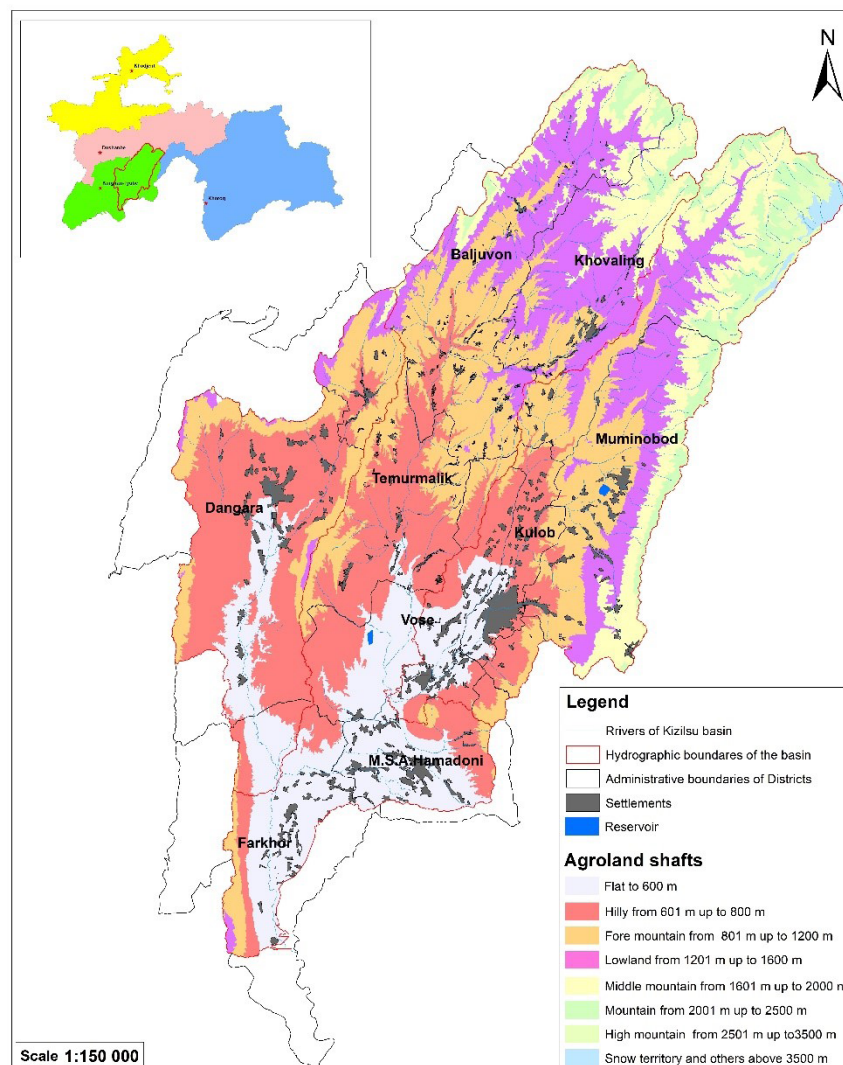 Khudjent
Dushanbe
Khorog
N
Baljuvon
Khovaling
Muminobod
Temurmalik
Dangara
Kulob
Vose
M.S.A.Hamadoni
Farkhor
Legend
Rrivers of Kizilsu basin
Hydrographic boundares of the basin
Administrative boundaries of Districts
Settlements
Reservoir
Agroland shafts
Flat to 600 m
Hilly from 601 m up to 800 m
Fore mountain from 801 m up to 1200 m
Lowland from 1201 m up to 1600 m
Middle mountain from 1601 m up to 2000 m
Mountain from 2001 m up to 2500 m
High mountain from 2501 m up to3500 m
Snow territory and others above 3500 m
Scale 1:150 000